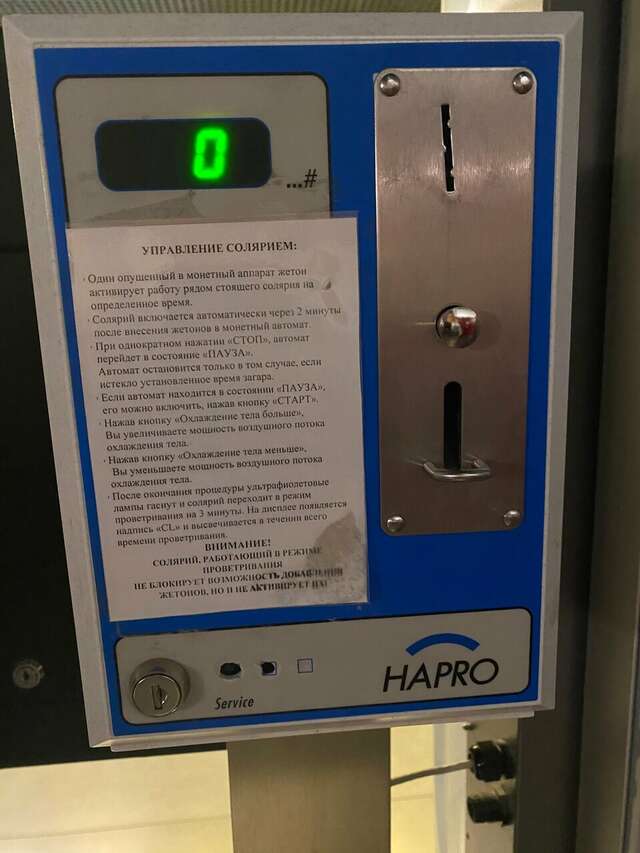 0
...#
УПРАВЛЕНИЕ СОЛЯРИЕМ:
· Один опущенный в монетный аппарат жетон
активирует работу рядом стоящего солярия на
определенное время.
· Солярий включается автоматически через 2 минуты
после внесения жетонов в монетный автомат
· При однократном нажатии «СТОП», автомат
перейдет в состояние «ПАУЗА».
Автомат остановится только в том случае, если
истекло установленное время загара.
· Если автомат находится в состоянии «ПАУЗА»,
его можно включить, нажав кнопку «СТАРТ».
· Нажав кнопку «Охлаждение тела больше»,
Вы увеличиваете мощность воздушного потока
охлаждения тела.
· Нажав кнопку «Охлаждение тела меньше»,
Вы уменьшаете мощность воздушного потока
охлаждения тела.
· После окончания процедуры ультрафиолетовые
лампы гаснут и солярий переходит в режим
проветривания на 3 минуты. На дисплее появляется
надпись «CL» и высвечивается в течении всего
времени проветривания.
ВНИМАНИЕ!
СОЛЯРИЙ, РАБОТАЮЩИЙ В РЕЖИМЕ
ПРОВЕТРИВАНИЯ
НЕ БЛОКИРУЕТ ВОЗМОЖНОСТЬ ДОБАВЛЕНИЯ
ЖЕТОНОВ, НО И НЕ АКТИВИРУЕТ ИХ!
Service
HAPRO